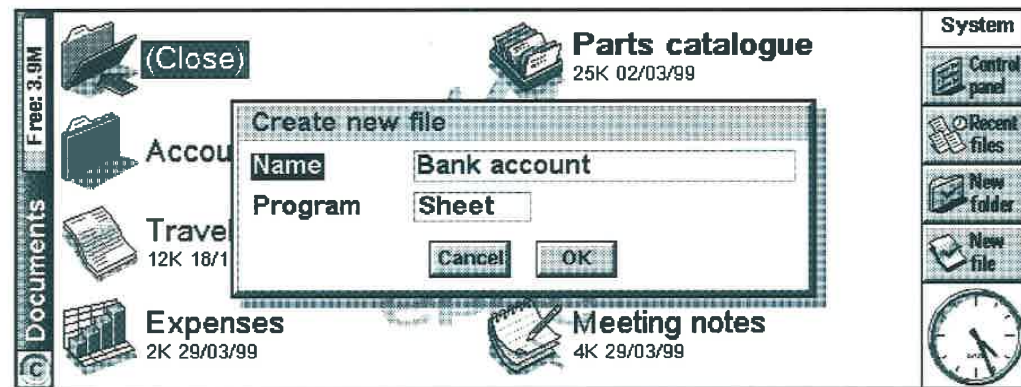 Free: 3.9M
Documents
C
(Close)
Parts catalogue
25K 02/03/99
Create new file
Name Bank account
Program Sheet
Cancel OK
Accou
Travel
12K 18/1
Expenses
2K 29/03/99
Meeting notes
4K 29/03/99
System
Control panel
Recent files
New folder
New file